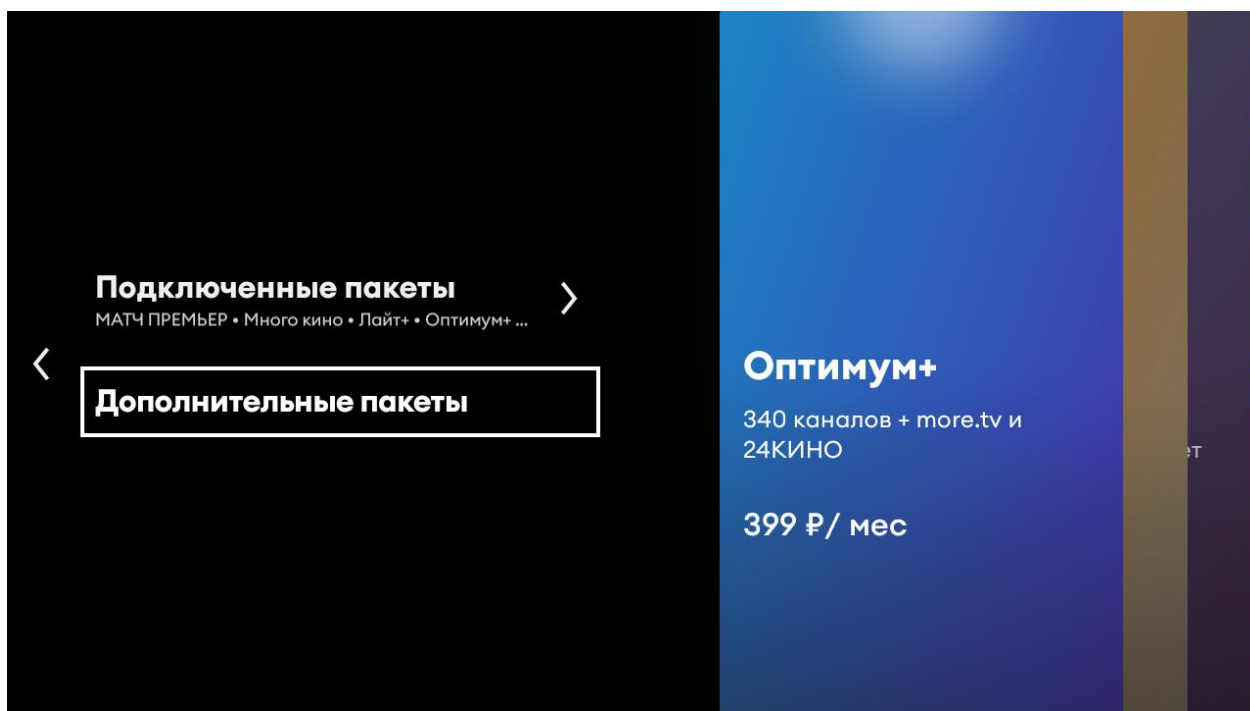 Подключенные пакеты
МАТЧ ПРЕМЬЕР • Много кино • Лайт+ • Оптимум+ ...
Дополнительные пакеты
Оптимум+
340 каналов + more.tv и
24КИНО
399 ₽/ мес